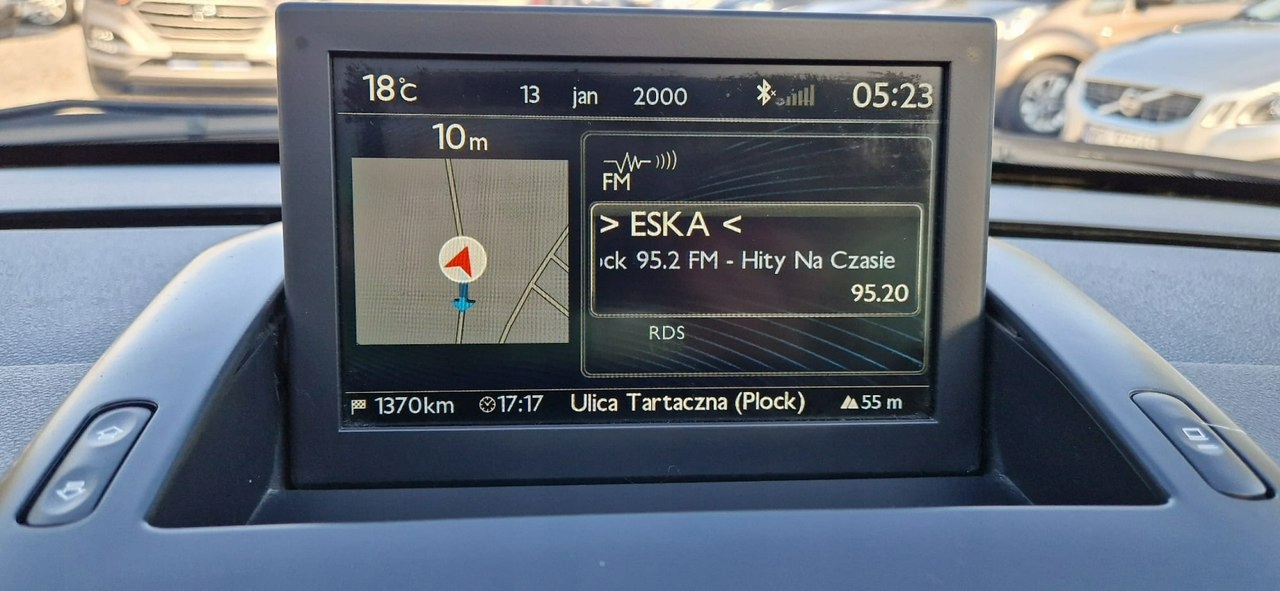 18°C 13 jan 2000 05:23
10m
FM
> ESKA <
ck 95.2 FM - Hity Na Czasie
95.20
RDS
1370km 17:17 Ulica Tartaczna (Plock) 55 m